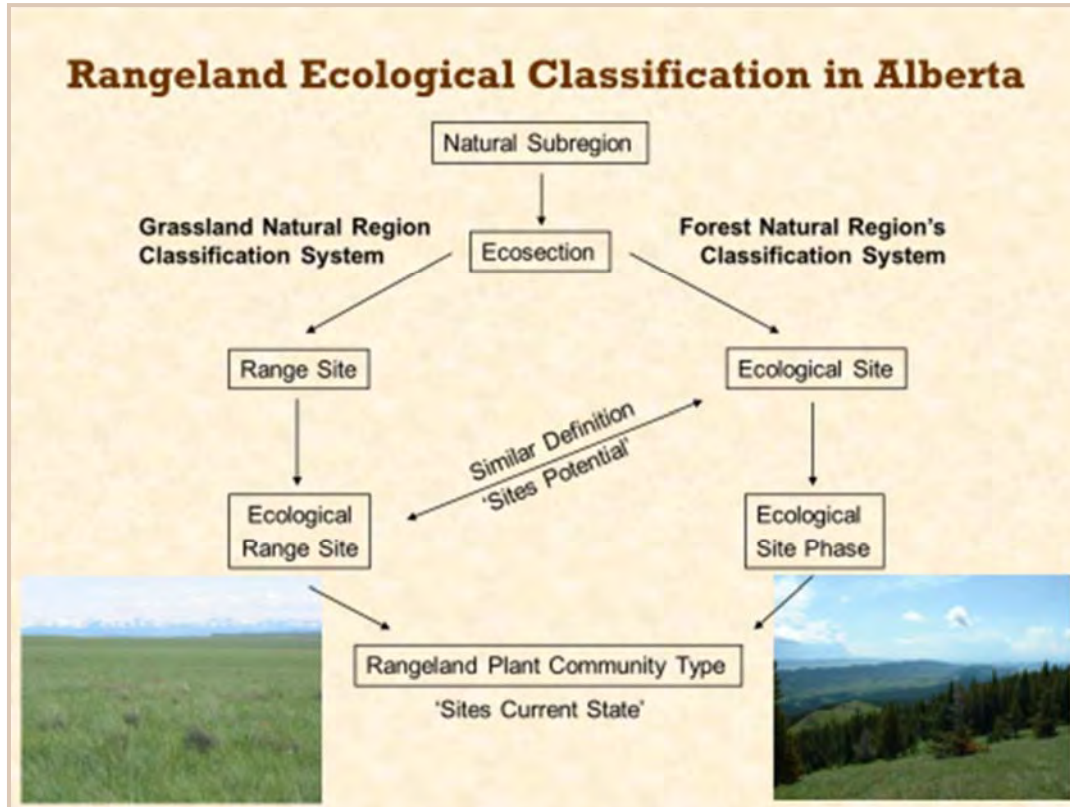 Rangeland Ecological Classification in Alberta
Natural Subregion
Grassland Natural Region
Classification System
Forest Natural Region's
Classification System
Ecosection
Range Site
Ecological Site
Similar Definition
'Sites Potential'
Ecological
Range Site
Ecological
Site Phase
Rangeland Plant Community Type
'Sites Current State'